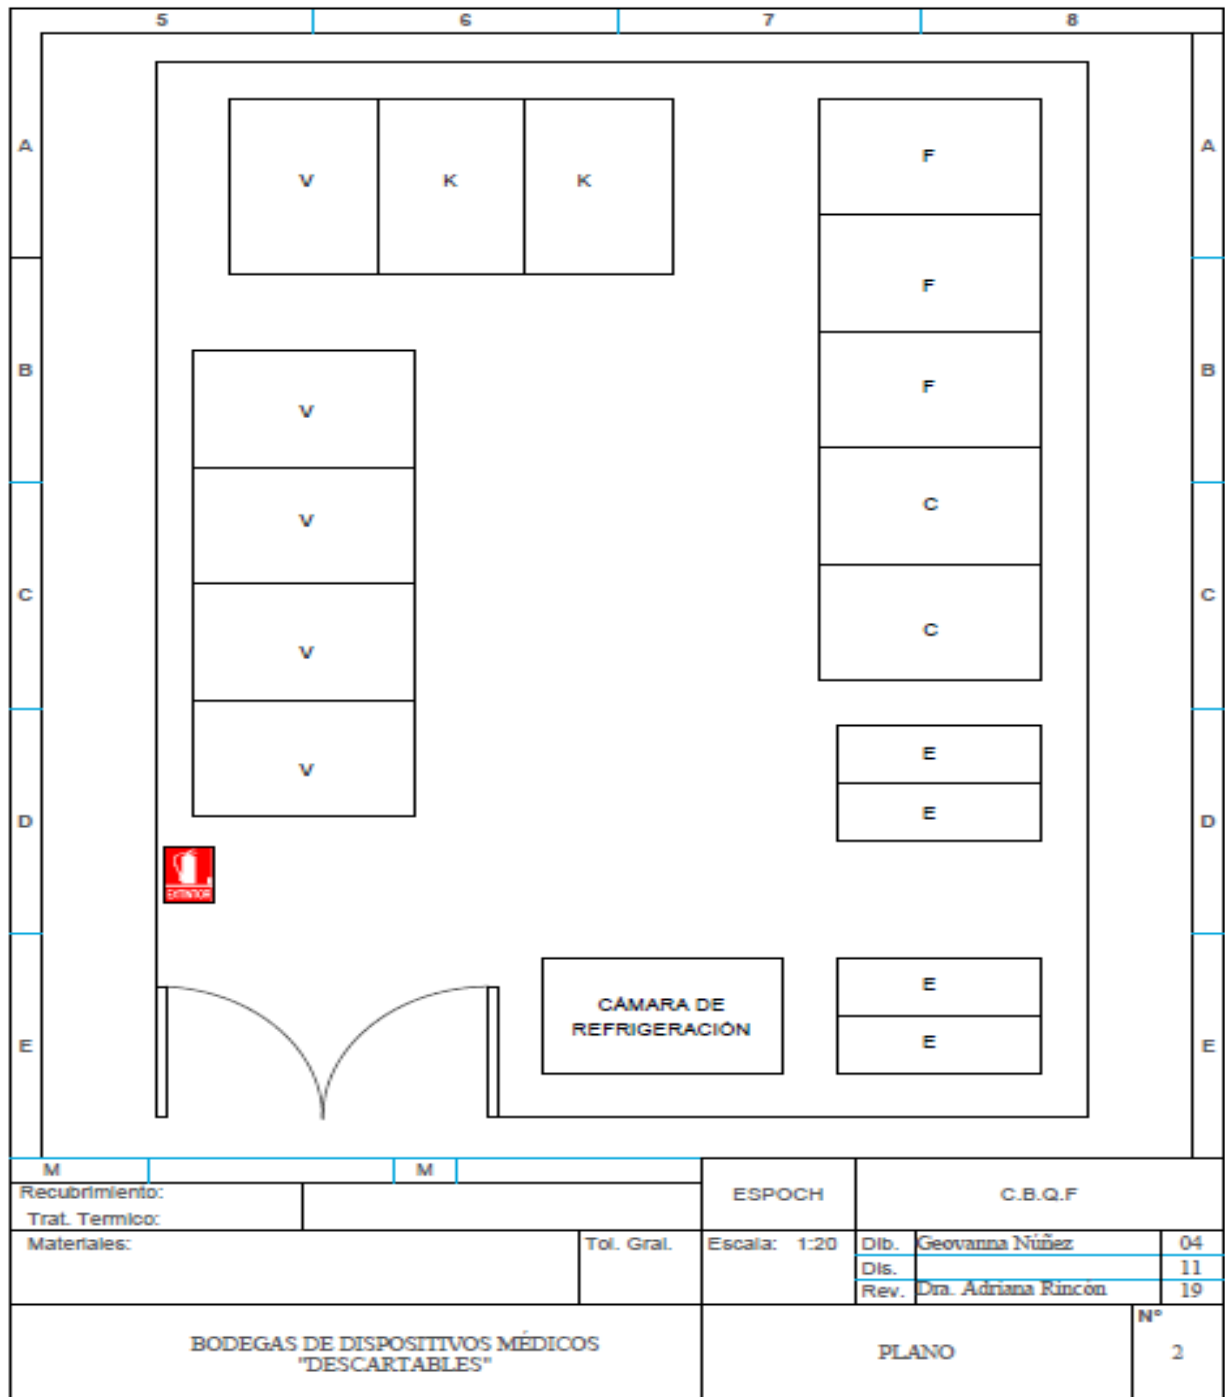 5 6 7 8
A A
F
V K K
F
B B
F
V
C
V
C C
C
V
E
V
E
D D
EXTINTOR
E
CÁMARA DE
REFRIGERACIÓN
E
E E
M M
Recubrimiento:
Trat. Termico:
ESPOCH
C.B.Q.F
Materiales:
Tol. Gral.
Escala: 1:20
Dib. Geovanna Núñez 04
Dis. 11
Rev. Dra. Adriana Rincón 19
BODEGAS DE DISPOSITIVOS MÉDICOS
"DESCARTABLES"
PLANO
N°
2